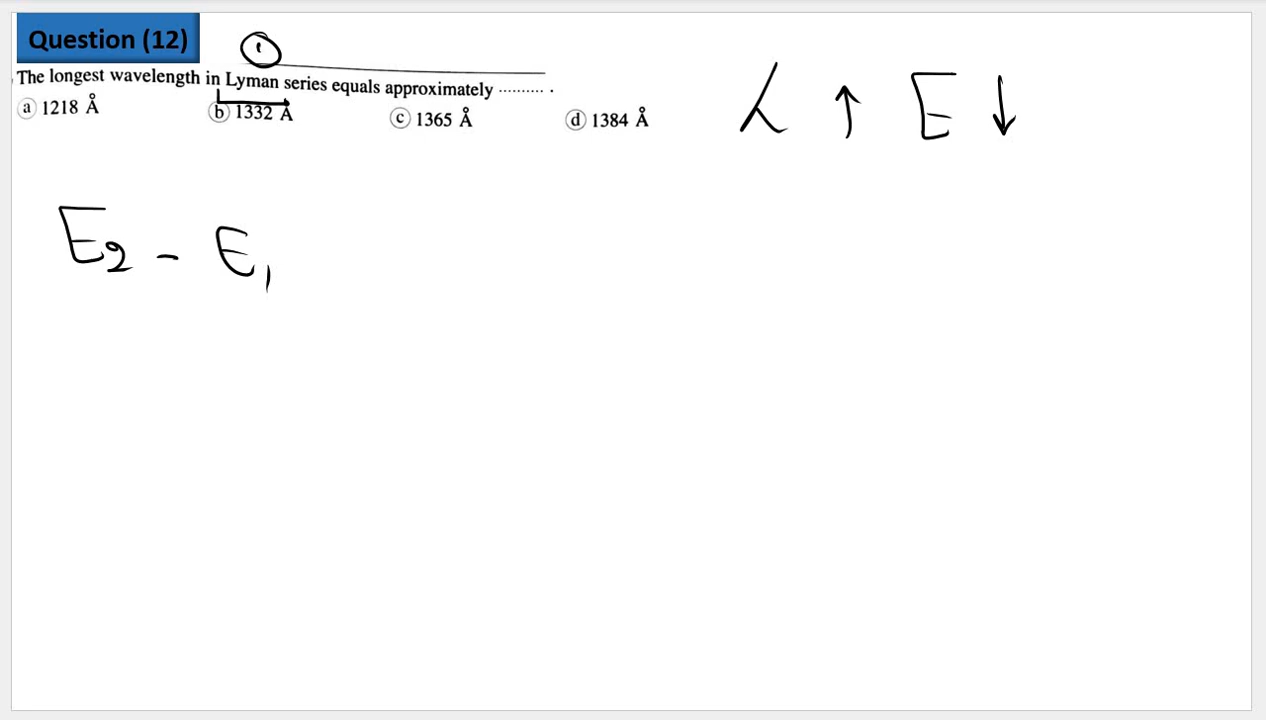 Question (12)
①
The longest wavelength in Lyman series equals approximately .......... .
ⓐ 1218 Å ⓑ 1332 Å ⓒ 1365 Å ⓓ 1384 Å
λ ↑ E ↓
E₂ - E₁